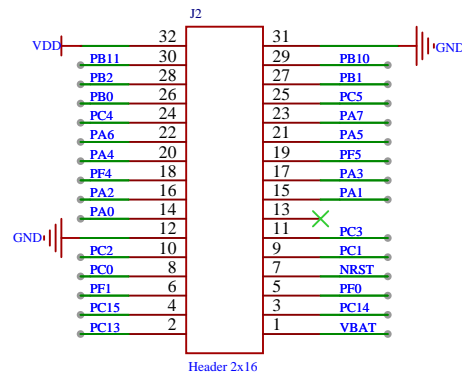 J2
VDD 32 31 GND
PB11 30 29 PB10
PB2 28 27 PB1
PB0 26 25 PC5
PC4 24 23 PA7
PA6 22 21 PA5
PA4 20 19 PF5
PF4 18 17 PA3
PA2 16 15 PA1
PA0 14 13
GND 12 11 PC3
PC2 10 9 PC1
PC0 8 7 NRST
PF1 6 5 PF0
PC15 4 3 PC14
PC13 2 1 VBAT
Header 2x16